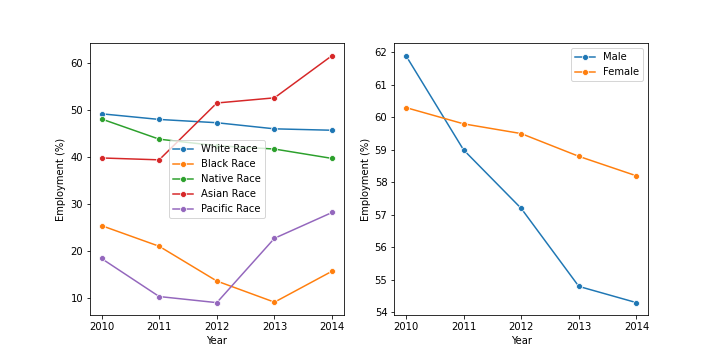 60
50
40
30
20
10
Employment (%)
2010 2011 2012 2013 2014
Year
White Race
Black Race
Native Race
Asian Race
Pacific Race
62
61
60
59
58
57
56
55
54
Employment (%)
2010 2011 2012 2013 2014
Year
Male
Female